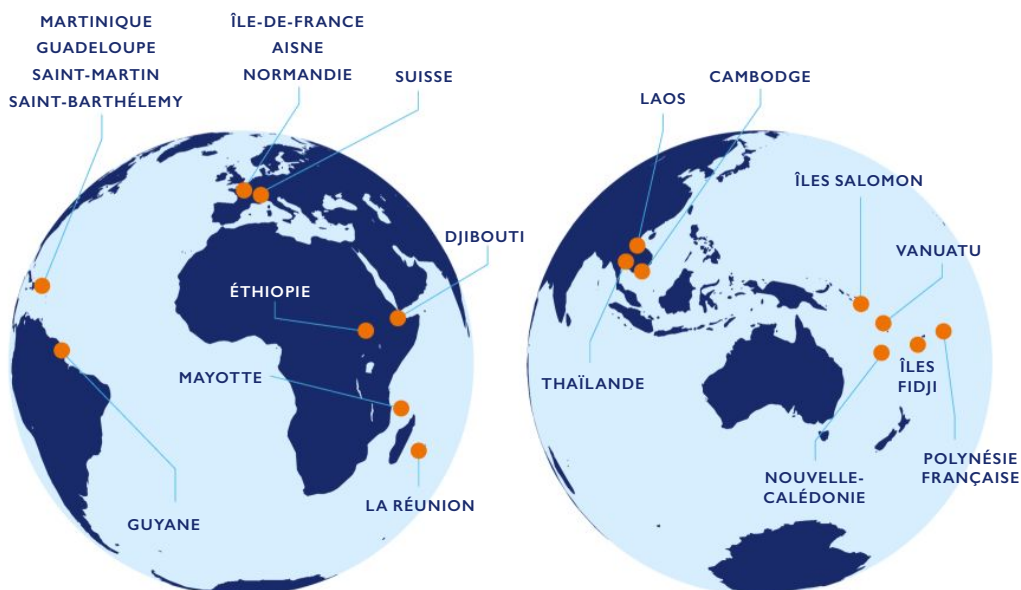 MARTINIQUE
GUADELOUPE
SAINT-MARTIN
SAINT-BARTHÉLEMY
ÎLE-DE-FRANCE
AISNE
NORMANDIE
SUISSE
DJIBOUTI
ÉTHIOPIE
MAYOTTE
LA RÉUNION
GUYANE
CAMBODGE
LAOS
ÎLES SALOMON
VANUATU
THAÏLANDE
ÎLES
FIDJI
NOUVELLE-
CALÉDONIE
POLYNÉSIE
FRANÇAISE